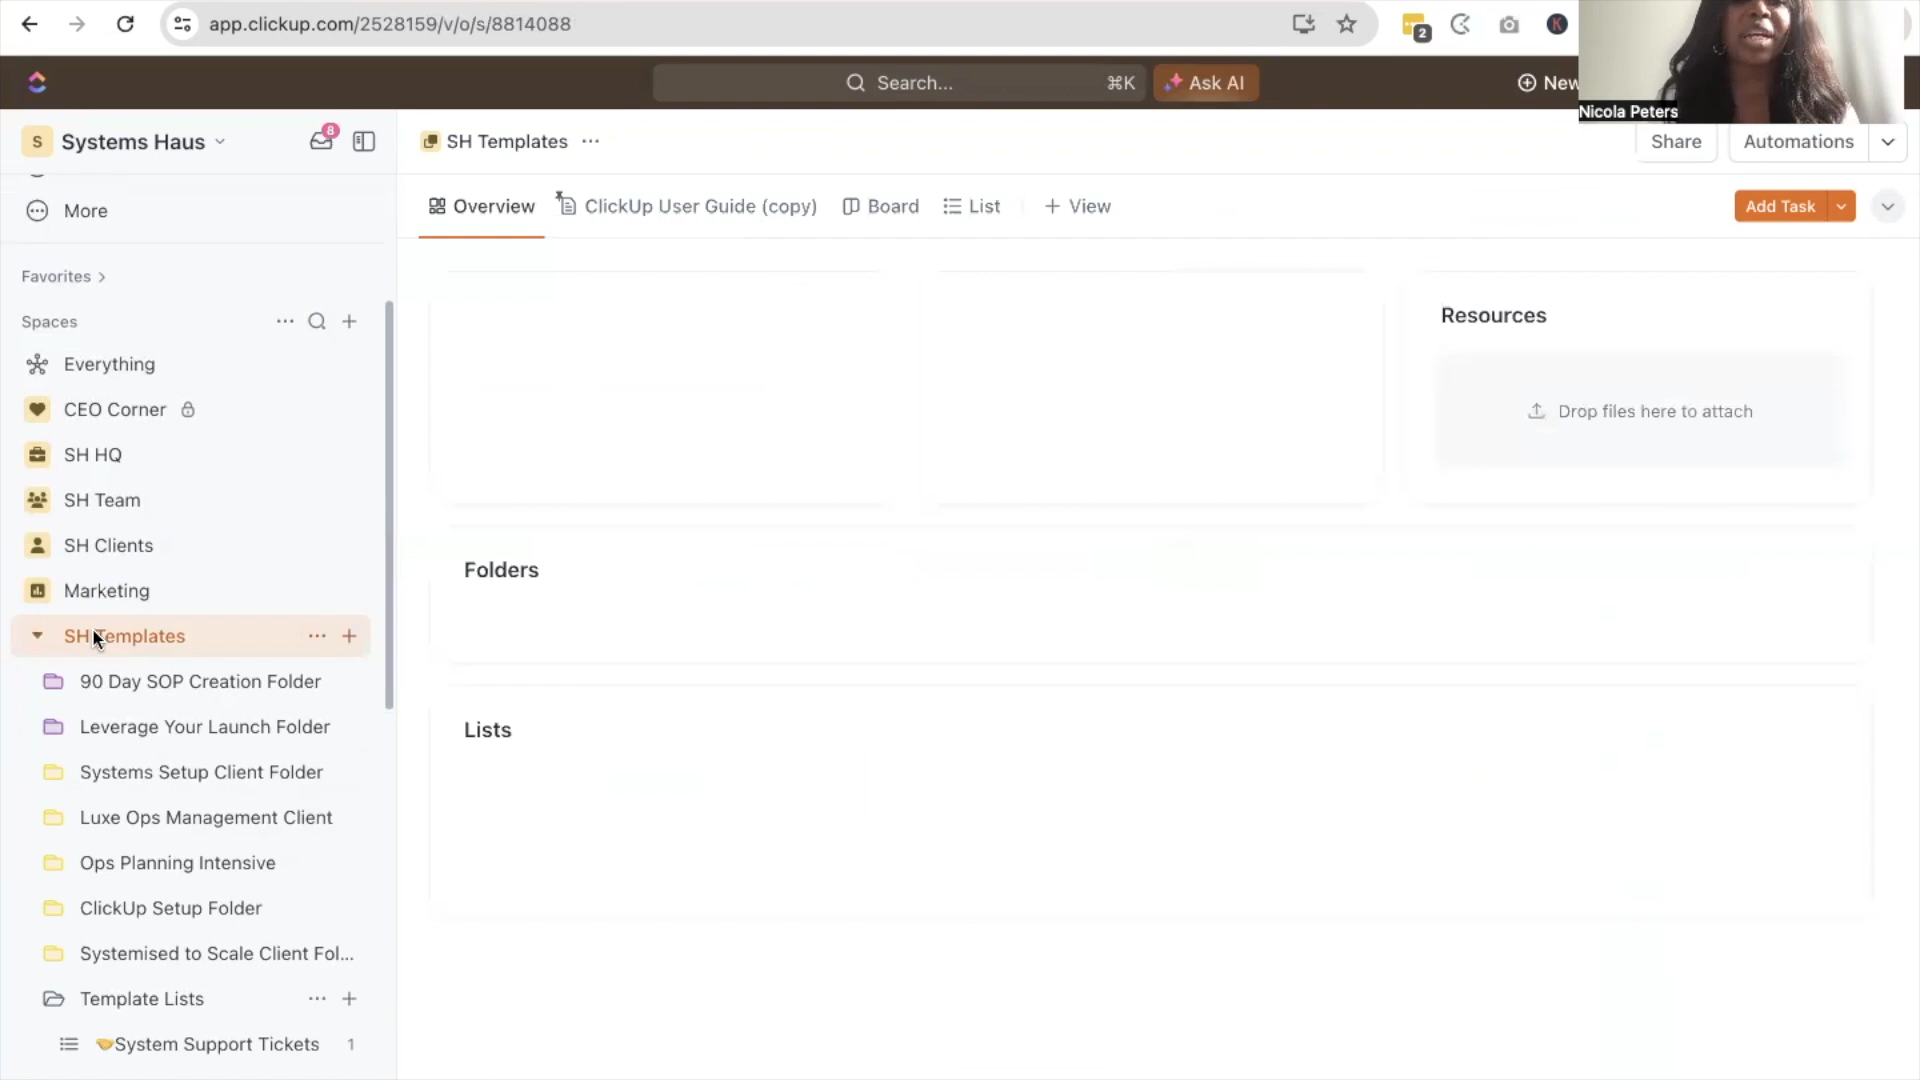 app.clickup.com/2528159/v/o/s/8814088
2
K
Search...
⌘K
Ask AI
New
Nicola Peters
S
Systems Haus
8
SH Templates
Share
Automations
More
Overview
ClickUp User Guide (copy)
Board
List
+ View
Add Task
Favorites
Spaces
Everything
CEO Corner
SH HQ
SH Team
SH Clients
Marketing
SH Templates
90 Day SOP Creation Folder
Leverage Your Launch Folder
Systems Setup Client Folder
Luxe Ops Management Client
Ops Planning Intensive
ClickUp Setup Folder
Systemised to Scale Client Fol...
Template Lists
System Support Tickets
1
Resources
Drop files here to attach
Folders
Lists